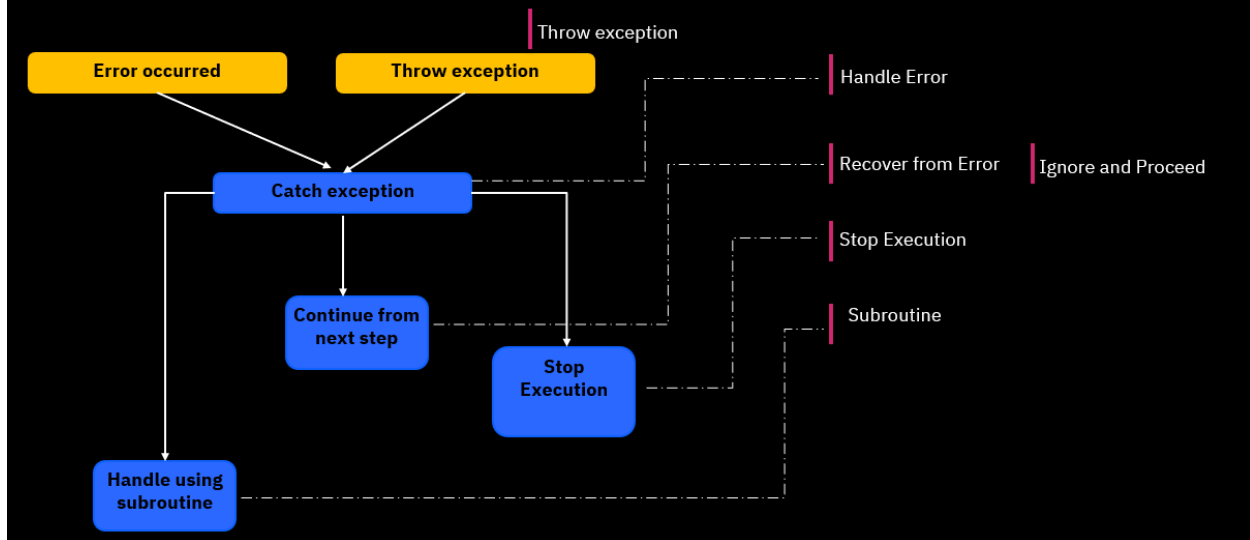 Throw exception
Error occurred
Throw exception
Handle Error
Recover from Error
Ignore and Proceed
Catch exception
Stop Execution
Continue from
next step
Subroutine
Stop
Execution
Handle using
subroutine